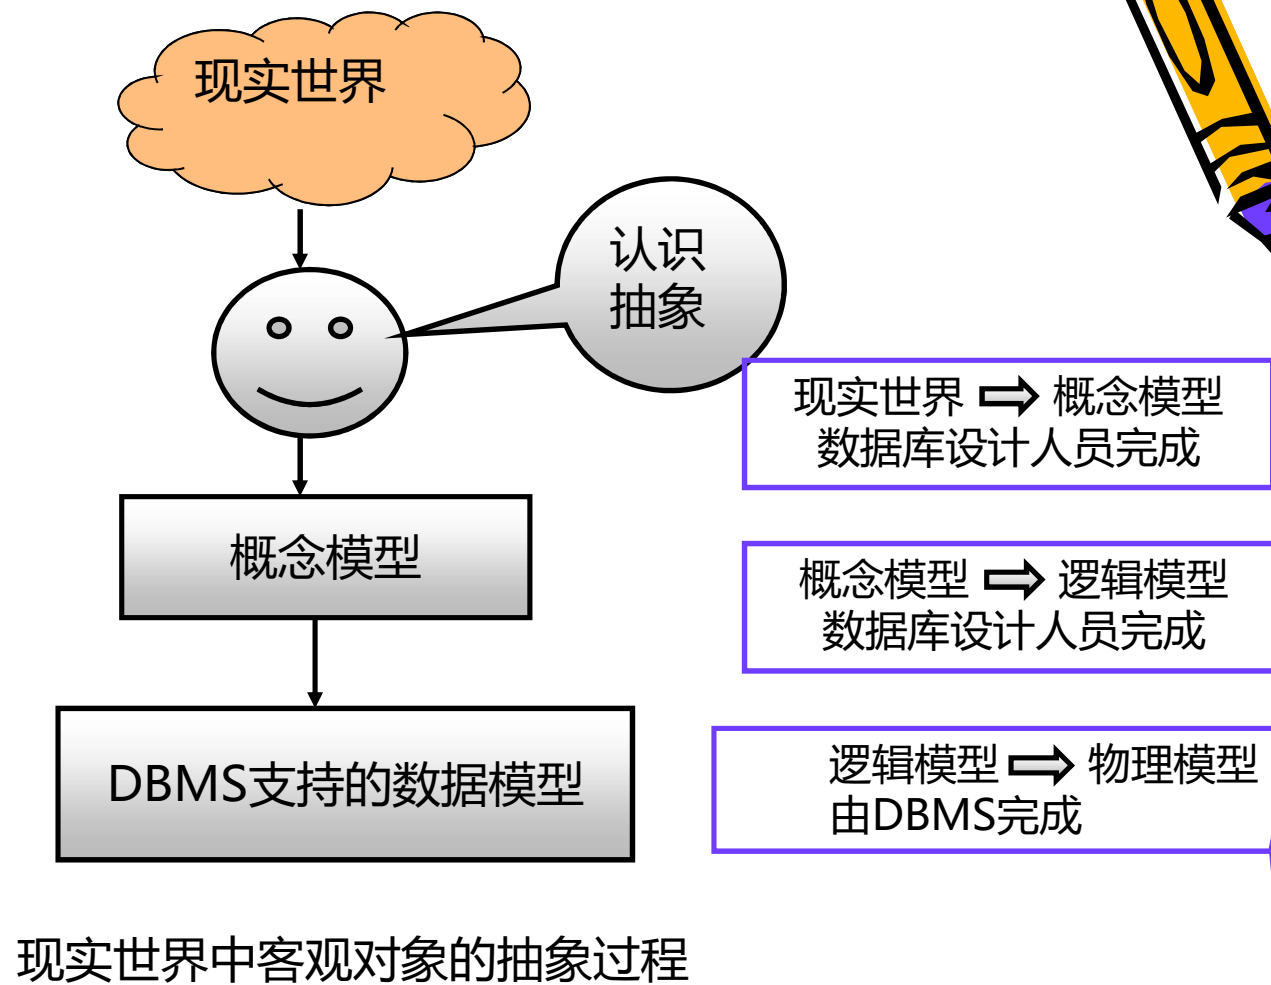 现实世界
认识
抽象
现实世界 ⇨ 概念模型
数据库设计人员完成
概念模型
概念模型 ⇨ 逻辑模型
数据库设计人员完成
DBMS支持的数据模型
逻辑模型 ⇨ 物理模型
由DBMS完成
现实世界中客观对象的抽象过程